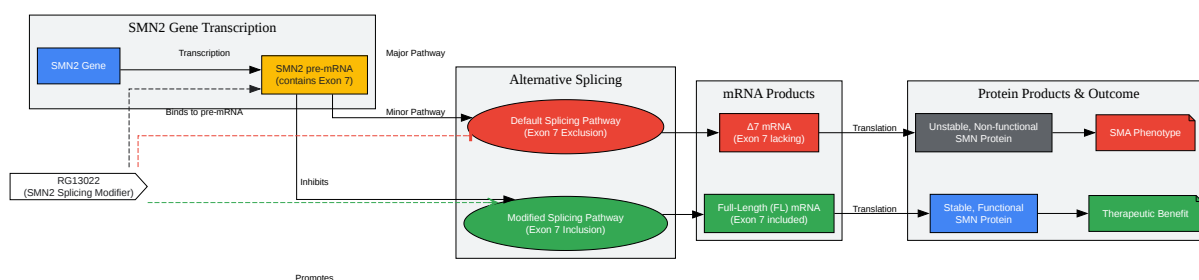 SMN2 Gene Transcription
SMN2 Gene
Transcription
SMN2 pre-mRNA
(contains Exon 7)
Major Pathway
Minor Pathway
Binds to pre-mRNA
RG13022
(SMN2 Splicing Modifier)
Inhibits
Promotes
Alternative Splicing
Default Splicing Pathway
(Exon 7 Exclusion)
Modified Splicing Pathway
(Exon 7 Inclusion)
mRNA Products
Δ7 mRNA
(Exon 7 lacking)
Full-Length (FL) mRNA
(Exon 7 included)
Translation
Translation
Protein Products & Outcome
Unstable, Non-functional
SMN Protein
SMA Phenotype
Stable, Functional
SMN Protein
Therapeutic Benefit